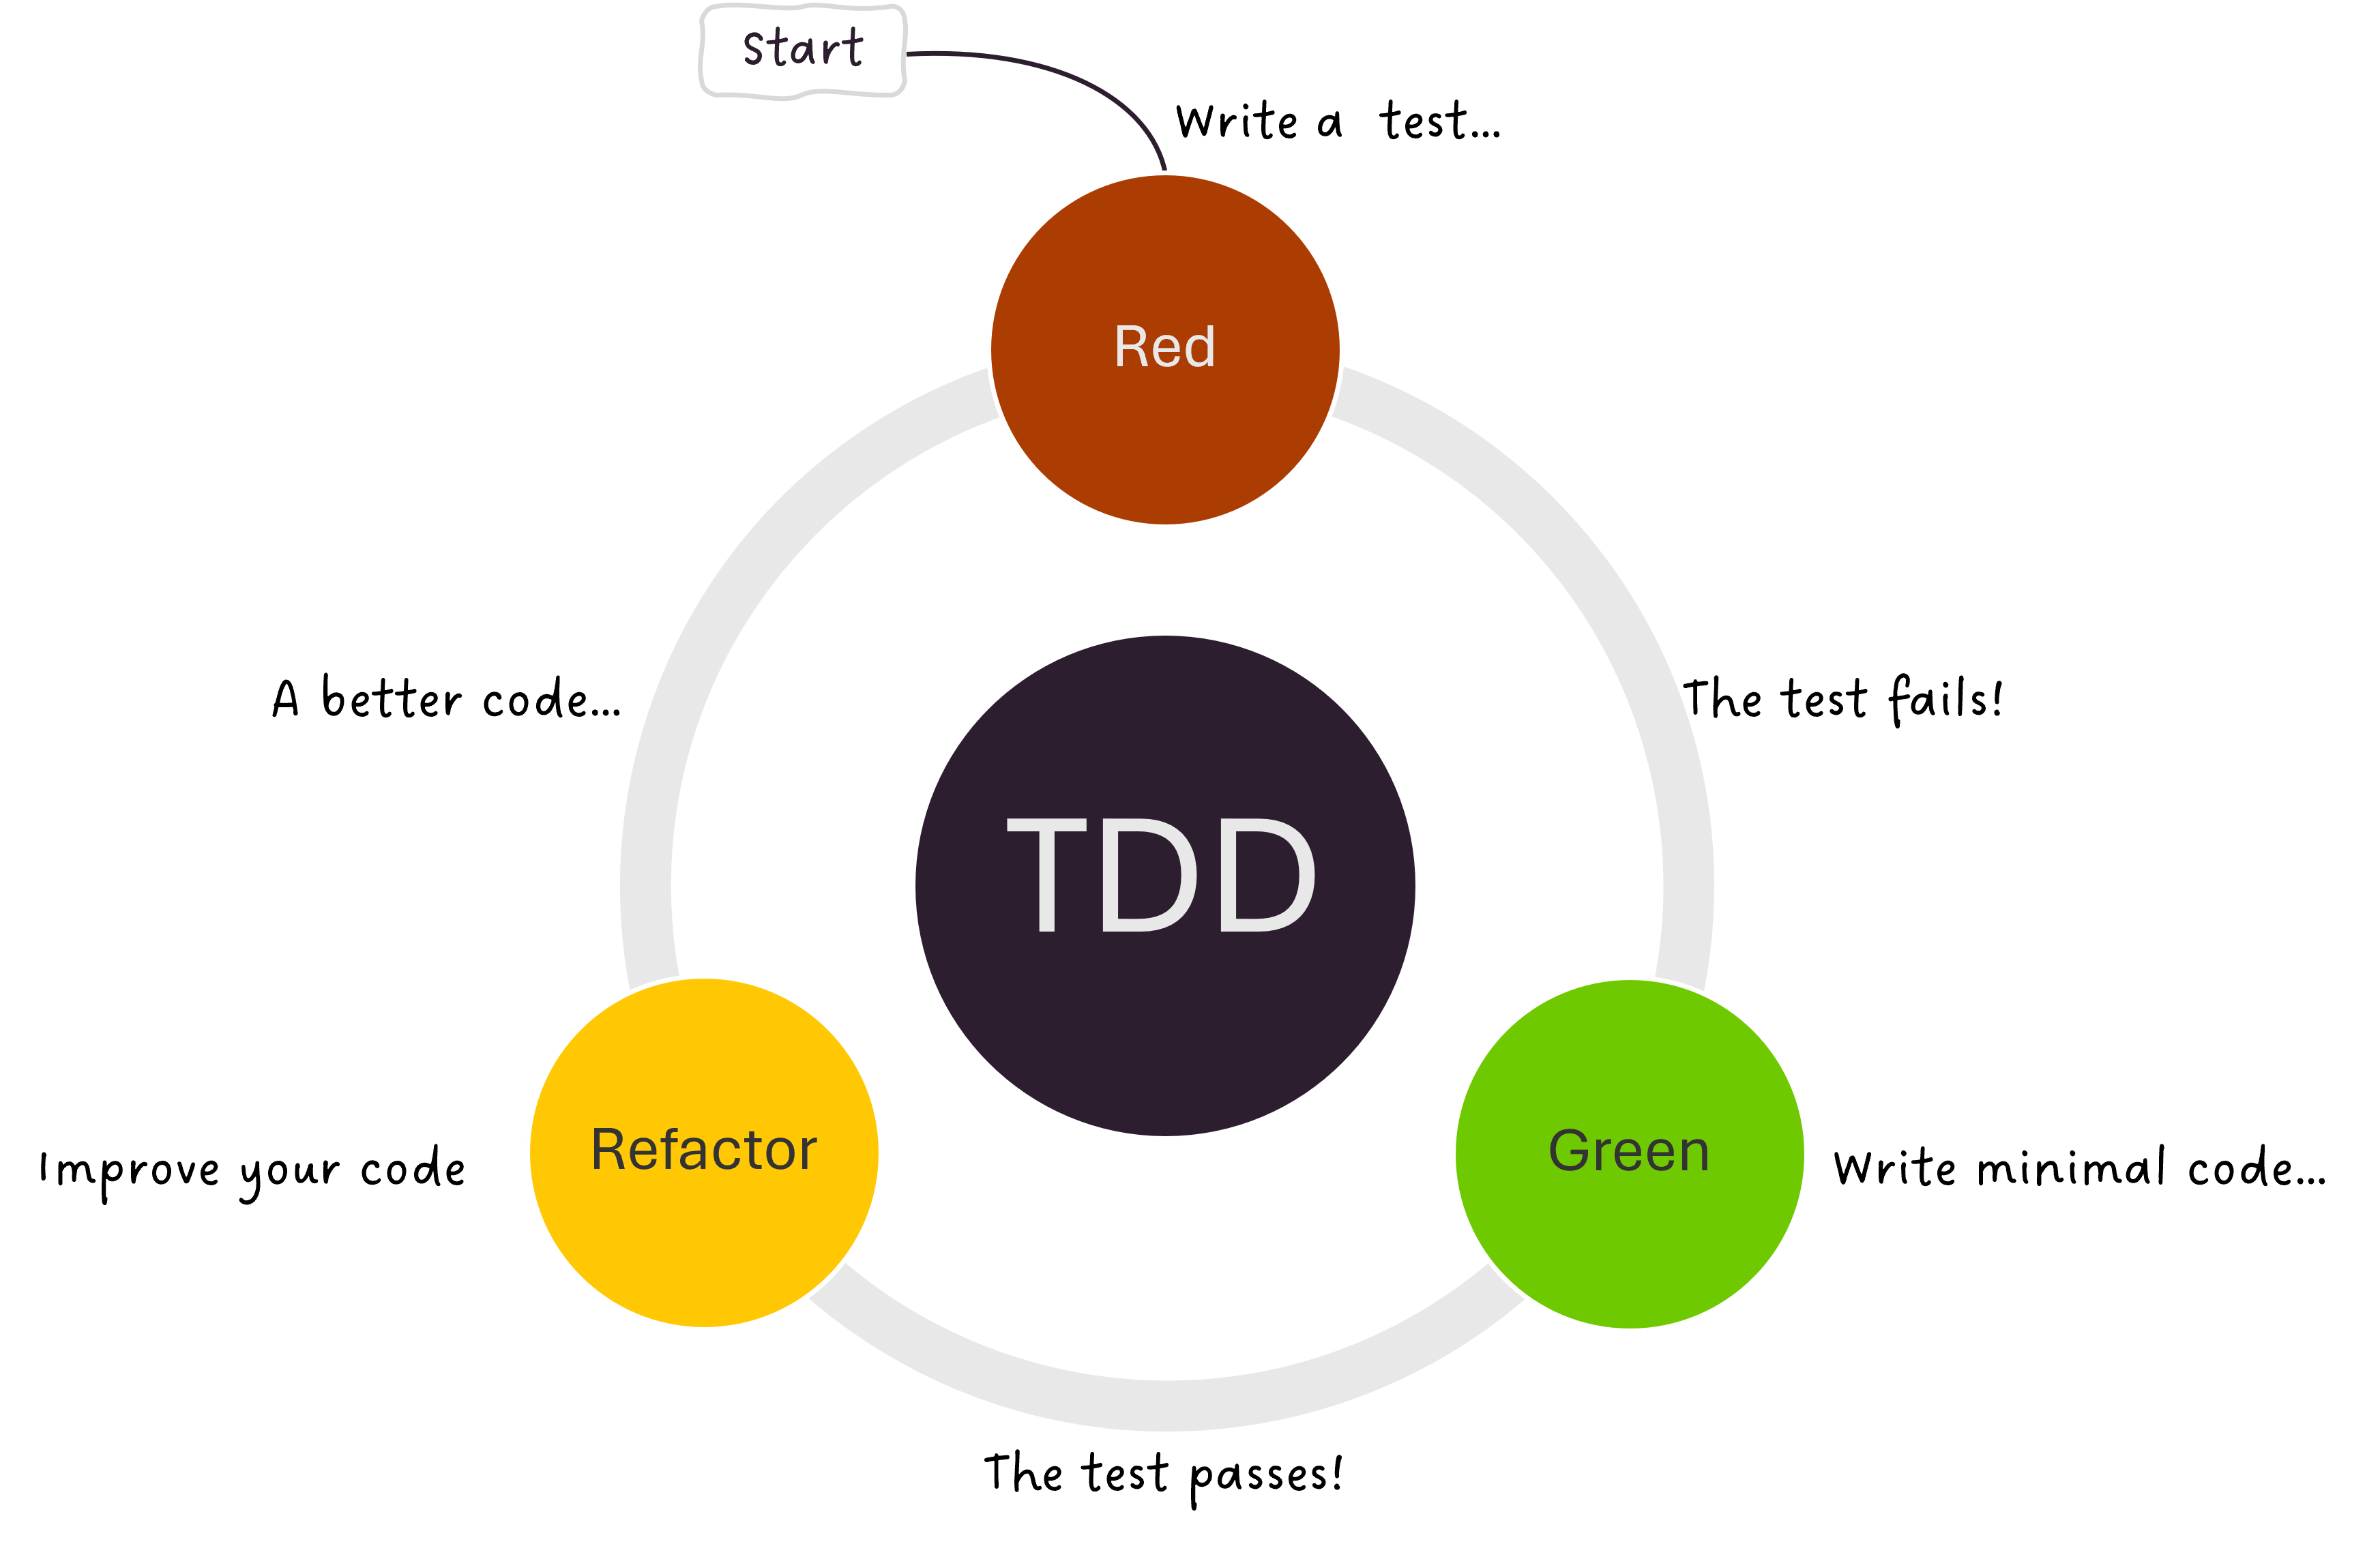 Start
Write a test...
Red
A better code...
The test fails!
TDD
Refactor
Green
Improve your code
Write minimal code...
The test passes!